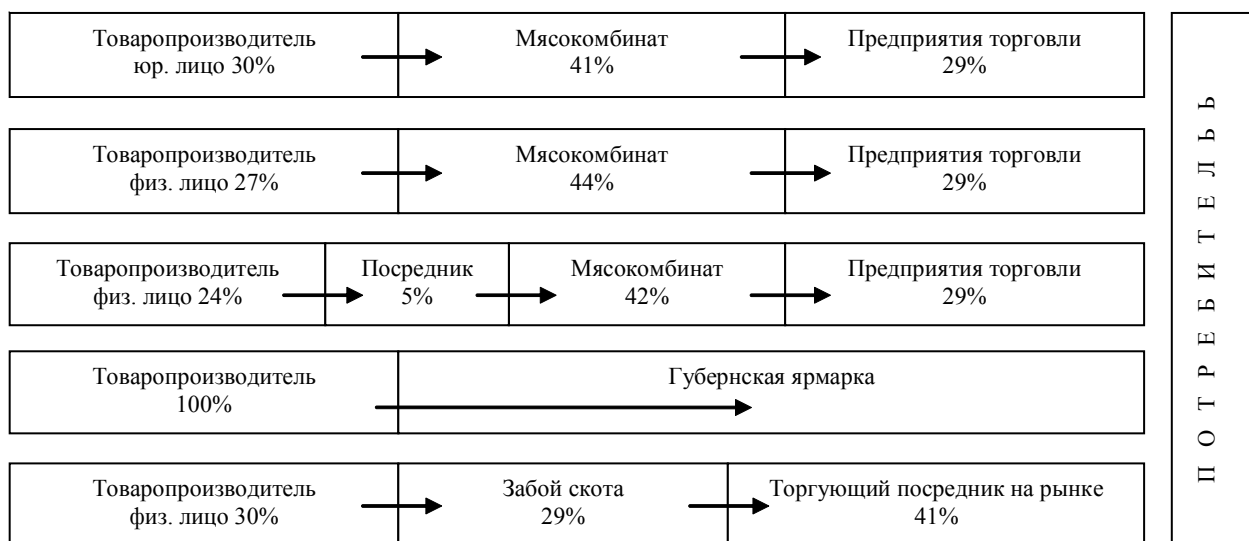 Товаропроизводитель
юр. лицо 30%
Мясокомбинат
41%
Предприятия торговли
29%
Товаропроизводитель
физ. лицо 27%
Мясокомбинат
44%
Предприятия торговли
29%
Товаропроизводитель
физ. лицо 24%
Посредник
5%
Мясокомбинат
42%
Предприятия торговли
29%
Товаропроизводитель
100%
Губернская ярмарка
Товаропроизводитель
физ. лицо 30%
Забой скота
29%
Торгующий посредник на рынке
41%
П О Т Р Е Б И Т Е Л Ь Ь